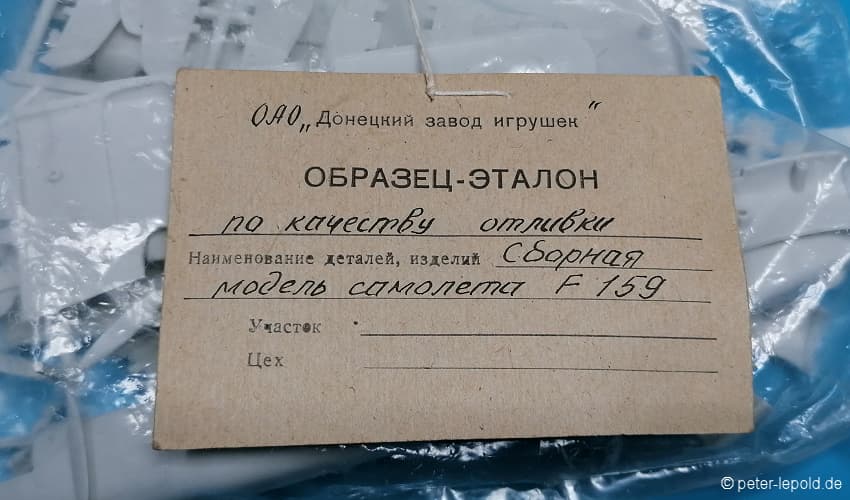 ОАО „Донецкий завод игрушек“
ОБРАЗЕЦ-ЭТАЛОН
по качеству отливки
Наименование деталей, изделий Сборная
модель самолета F 159
Участок
Цех
© peter-lepold.de